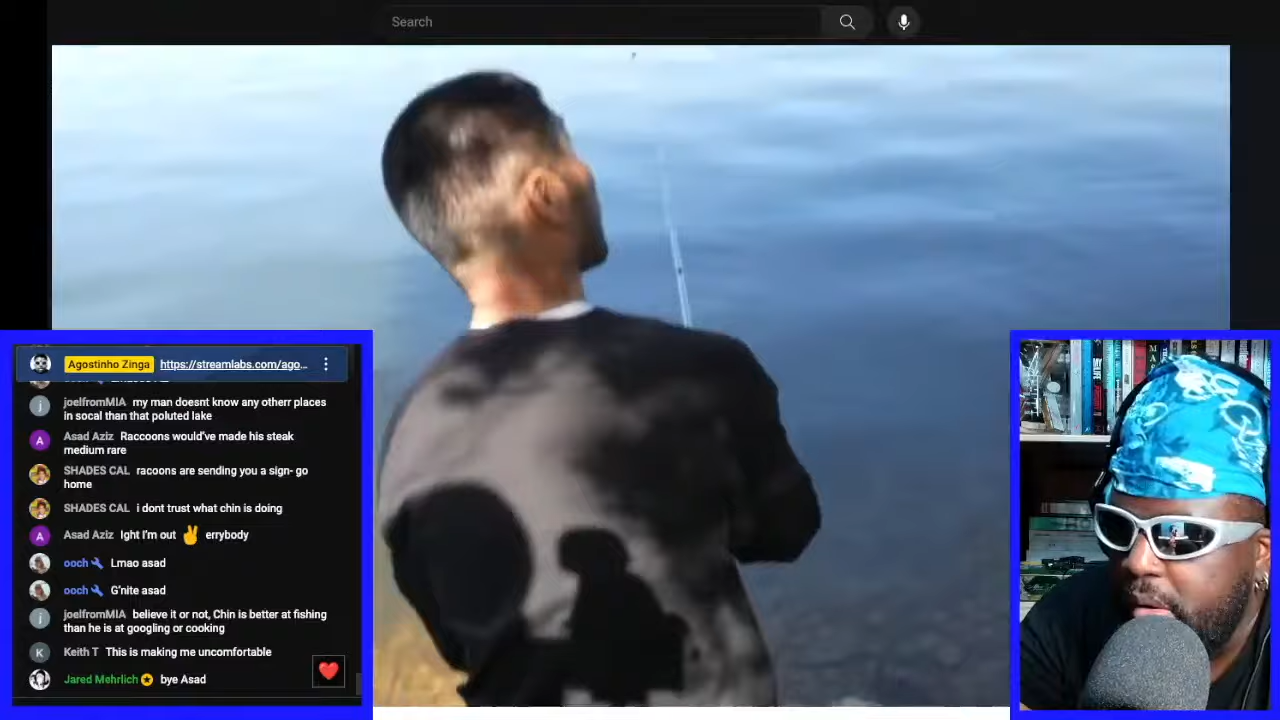 Search
Agostinho Zinga https://streamlabs.com/ago...
joelfromMIA my man doesnt know any otherr places
in socal than that poluted lake
Asad Aziz Raccoons would've made his steak
medium rare
SHADES CAL racoons are sending you a sign- go
home
SHADES CAL i dont trust what chin is doing
Asad Aziz Ight I'm out ✌️ errybody
ooch Lmao asad
ooch G'nite asad
joelfromMIA believe it or not, Chin is better at fishing
than he is at googling or cooking
Keith T This is making me uncomfortable
Jared Mehrlich bye Asad